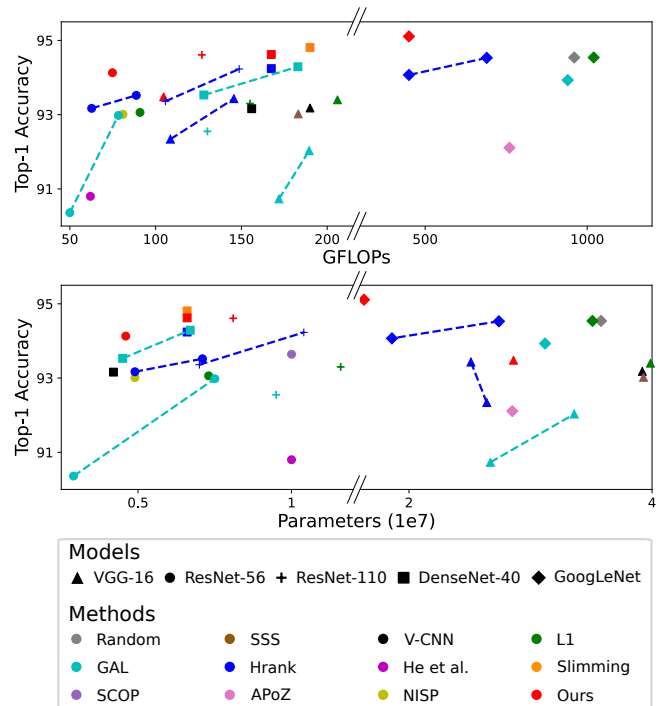 95
93
91
Top-1 Accuracy
50 100 150 200 500 1000
GFLOPs
95
93
91
Top-1 Accuracy
0.5 1 2 4
Parameters (1e7)
Models
VGG-16 ResNet-56 ResNet-110 DenseNet-40 GoogLeNet
Methods
Random SSS V-CNN L1
GAL Hrank He et al. Slimming
SCOP APoZ NISP Ours